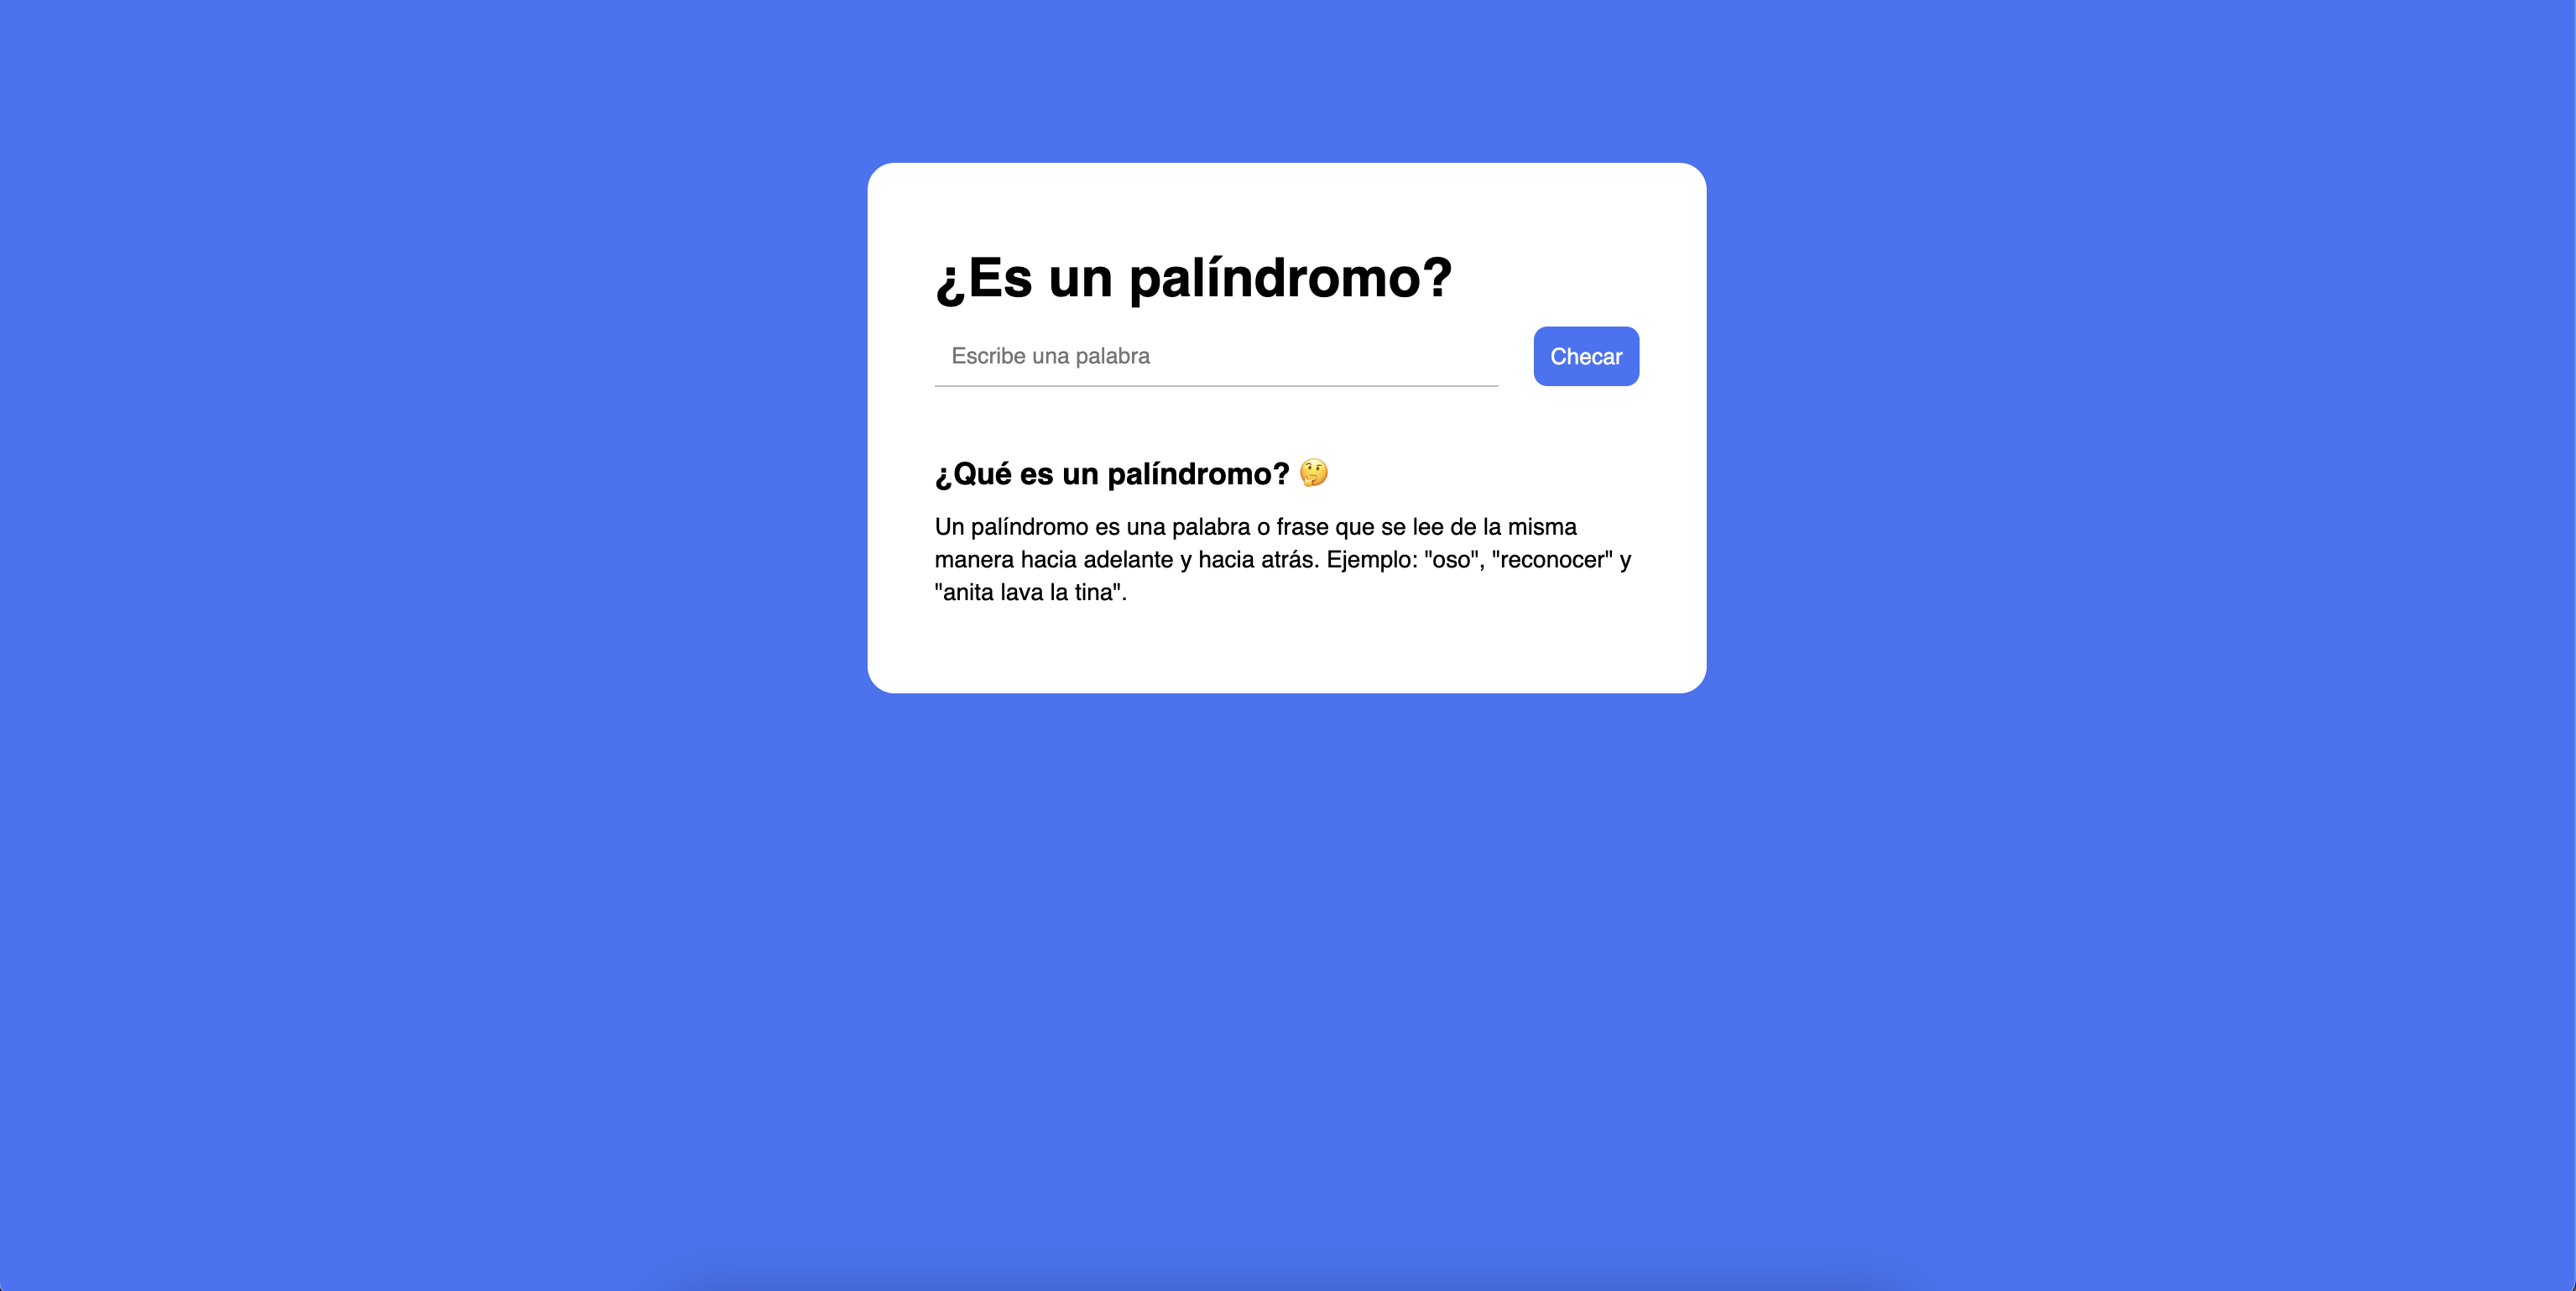 ¿Es un palíndromo?
Escribe una palabra
Checar
¿Qué es un palíndromo? 🤔
Un palíndromo es una palabra o frase que se lee de la misma
manera hacia adelante y hacia atrás. Ejemplo: "oso", "reconocer" y
"anita lava la tina".